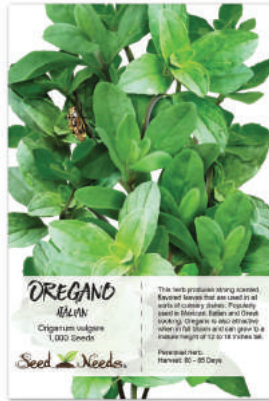 OREGANO
ITALIAN
Origanum vulgare
1,000 Seeds
Seed Needs.
This herb produces strong scented,
flavored leaves that are used in all
sorts of culinary dishes. Popularly
used in Mexican, Italian and Greek
cooking, Oregano is also attractive
when in full bloom and can grow to a
mature height of 12 to 18 inches tall.
Perennial Herb.
Harvest: 80 - 85 Days